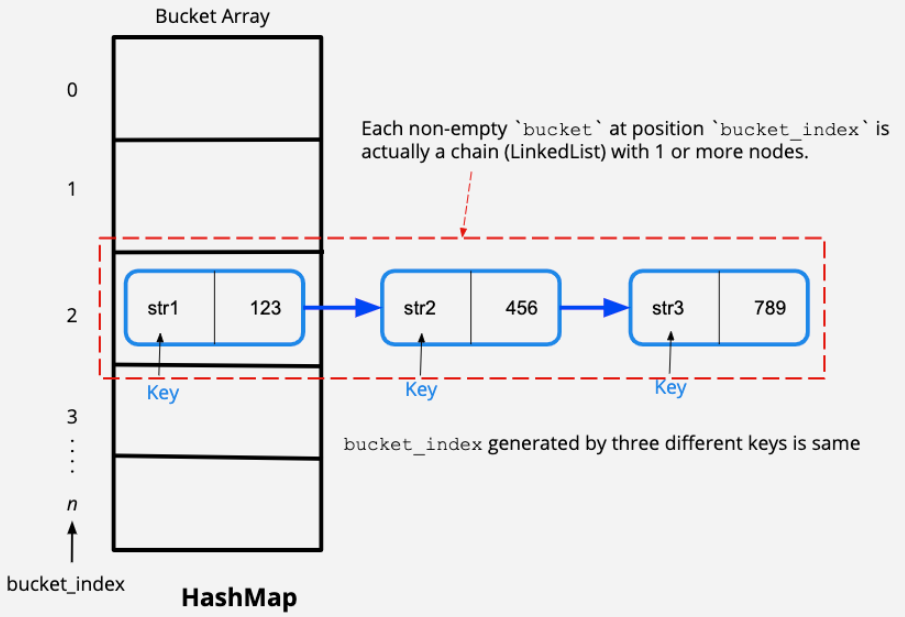 Bucket Array
0
Each non-empty `bucket` at position `bucket_index` is
actually a chain (LinkedList) with 1 or more nodes.
1
2
str1 123
str2 456
str3 789
Key
Key
Key
3
bucket_index generated by three different keys is same
n
bucket_index
HashMap